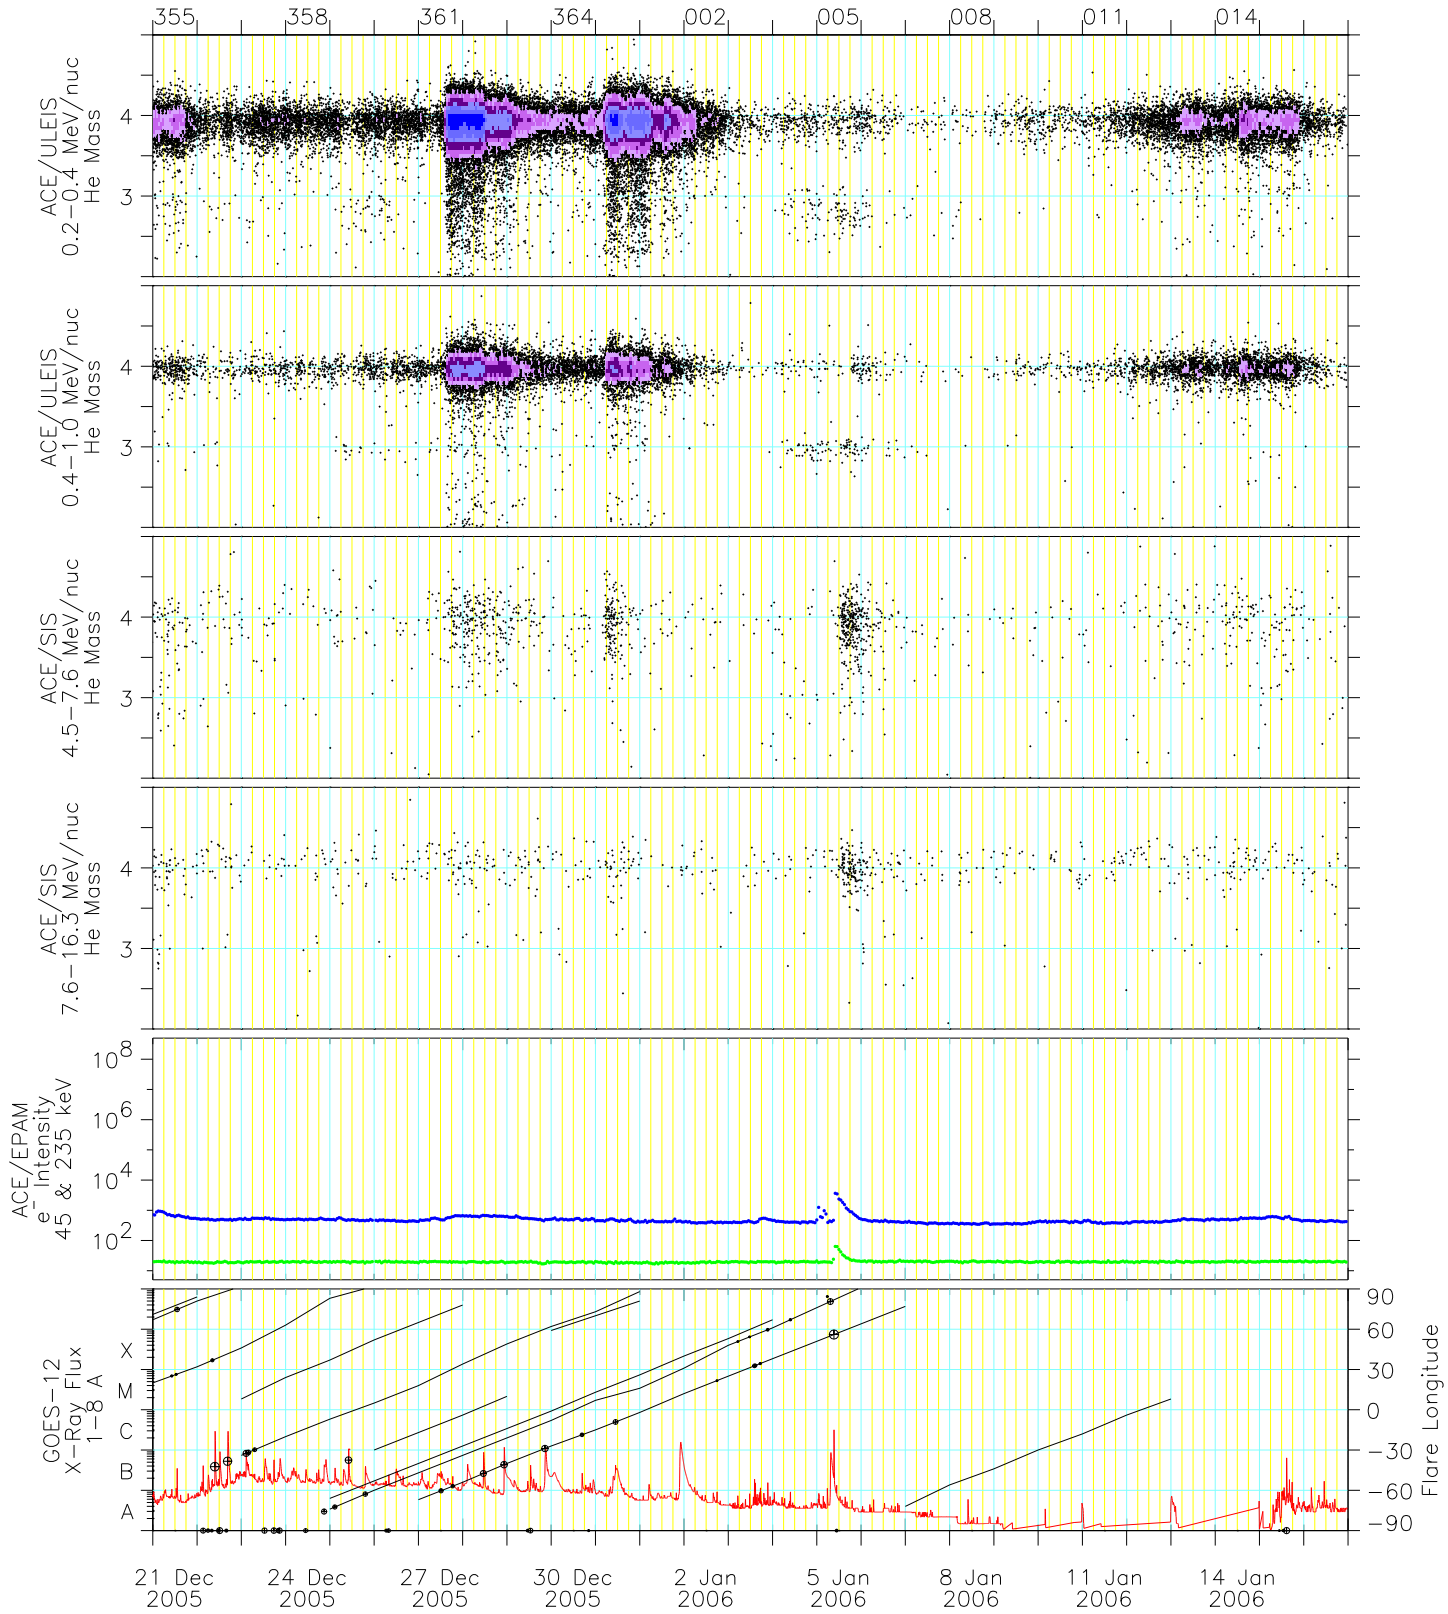 355 358 361 364 002 005 008 011 014
ACE/ULEIS
0.2−0.4 MeV/nuc
He Mass
4
3
ACE/ULEIS
0.4−1.0 MeV/nuc
He Mass
4
3
ACE/SIS
4.5−7.6 MeV/nuc
He Mass
4
3
ACE/SIS
7.6−16.3 MeV/nuc
He Mass
4
3
ACE/EPAM
e⁻ Intensity
45 & 235 keV
10⁸
10⁶
10⁴
10²
GOES−12
X−Ray Flux
1−8 A
X
M
C
B
A
90
60
30
0
−30
−60
−90
Flare Longitude
21 Dec 24 Dec 27 Dec 30 Dec 2 Jan 5 Jan 8 Jan 11 Jan 14 Jan
2005 2005 2005 2005 2006 2006 2006 2006 2006